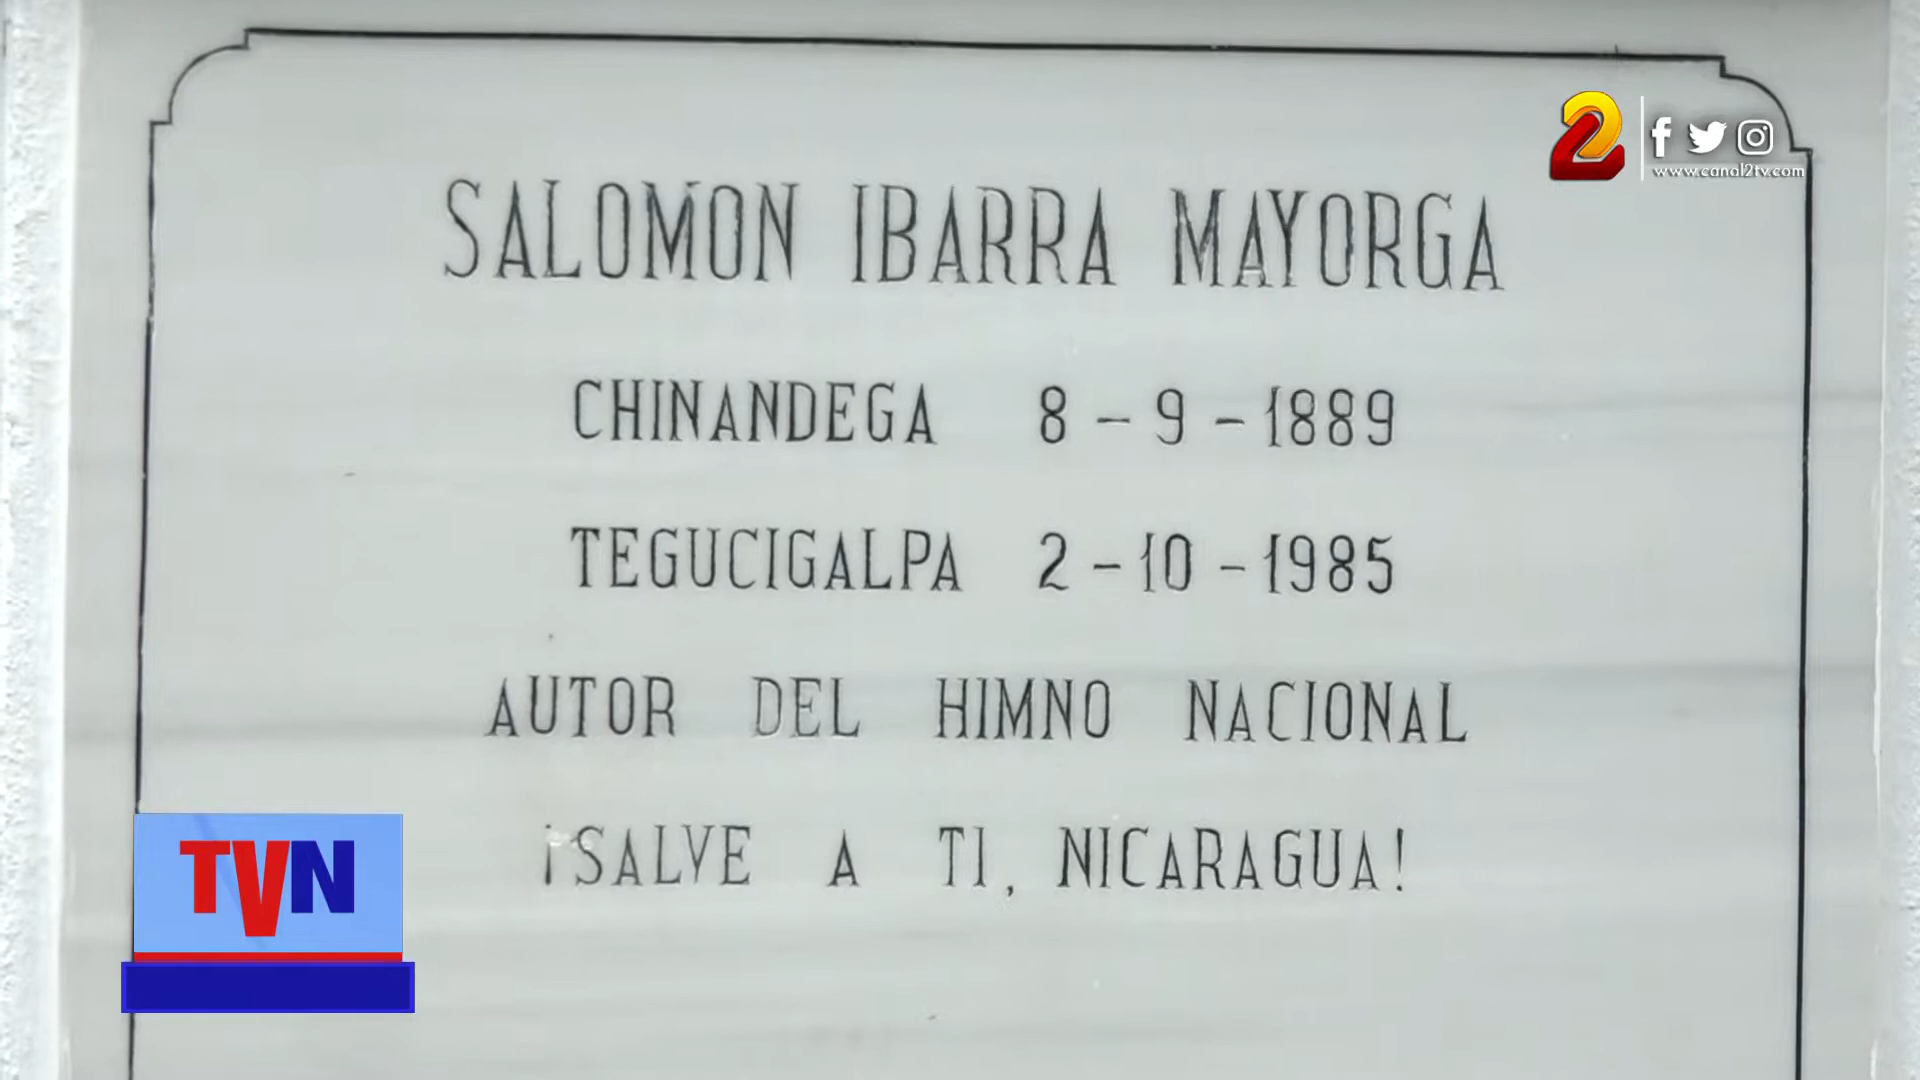 2
www.canal2tv.com
SALOMON IBARRA MAYORGA
CHINANDEGA 8 - 9 - 1889
TEGUCIGALPA 2 - 10 - 1985
AUTOR DEL HIMNO NACIONAL
¡SALVE A TI, NICARAGUA!
TVN